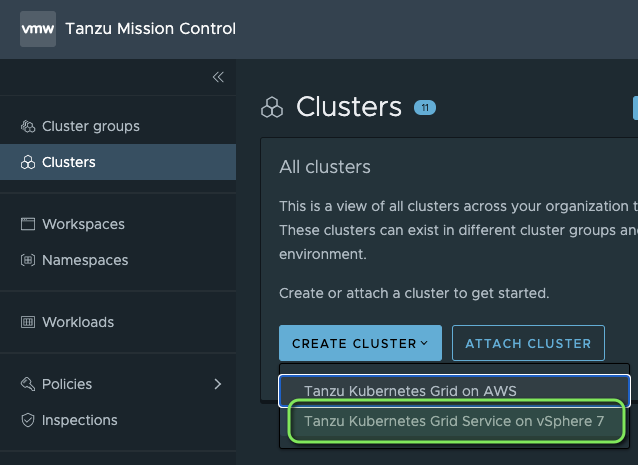 vmw Tanzu Mission Control
Cluster groups
Clusters
Workspaces
Namespaces
Workloads
Policies
Inspections
Clusters 11
All clusters
This is a view of all clusters across your organization
These clusters can exist in different cluster groups
environment.
Create or attach a cluster to get started.
CREATE CLUSTER
ATTACH CLUSTER
Tanzu Kubernetes Grid on AWS
Tanzu Kubernetes Grid Service on vSphere 7